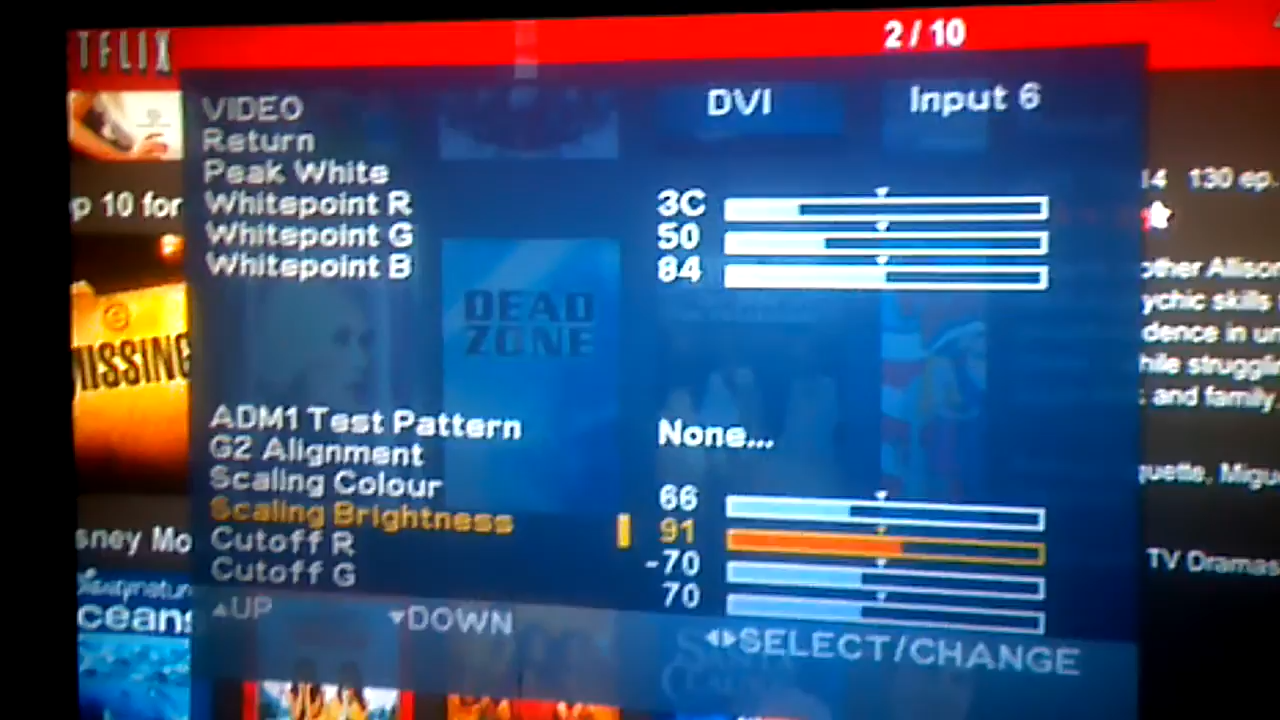 TFLIX
2 / 10
VIDEO DVI Input 6
Return
Peak White
14 130 ep.
p 10 for
Whitepoint R 3C
Whitepoint G 50
Whitepoint B 84
other Allison
ychic skills
dence in un
hile struggling
and family.
DEAD
ZONE
MISSING
ADM1 Test Pattern None...
G2 Alignment
Scaling Colour 66
Scaling Brightness 91
Cutoff R -70
Cutoff G 70
quette, Migu
sney Mo
TV Dramas
Disneynature
ceans
UP DOWN SELECT/CHANGE